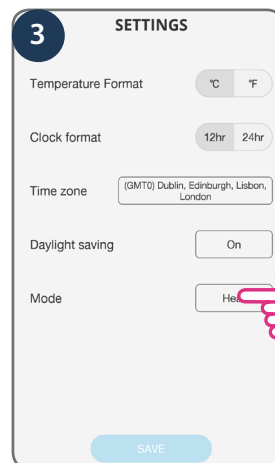 3
SETTINGS
Temperature Format
°C °F
Clock format
12hr 24hr
Time zone
(GMT0) Dublin, Edinburgh, Lisbon,
London
Daylight saving
On
Mode
SAVE